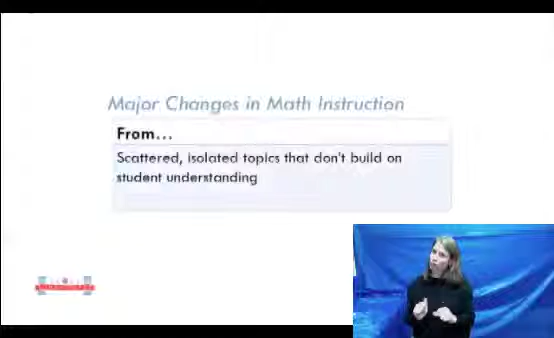 Major Changes in Math Instruction
From...
Scattered, isolated topics that don't build on
student understanding